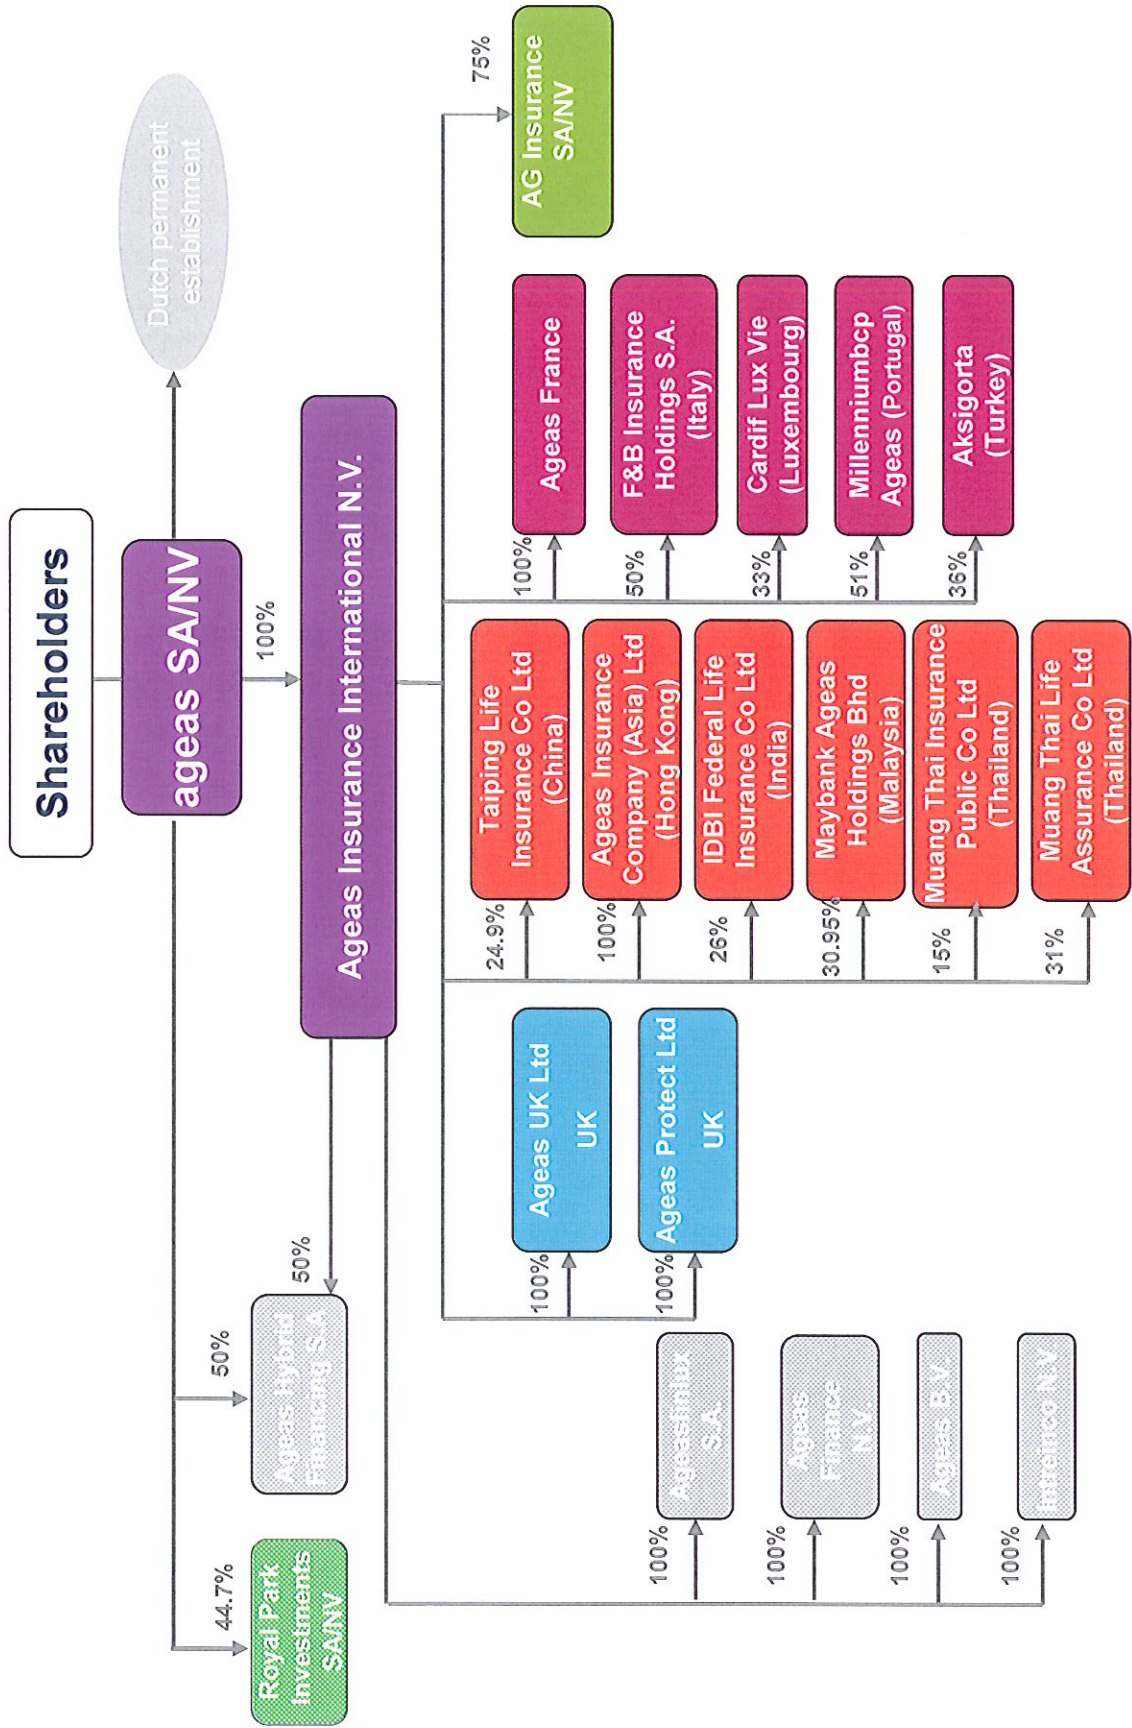 Shareholders
ageas SA/NV
Dutch permanent
establishment
100%
44.7%
50%
Royal Park
Investments
SA/NV
Ageas Hybrid
Financing S.A
50%
Ageas Insurance International N.V.
100%
Ageas UK Ltd
UK
100%
Ageas Protect Ltd
UK
24.9%
Taiping Life
Insurance Co Ltd
(China)
100%
Ageas Insurance
Company (Asia) Ltd
(Hong Kong)
26%
IDBI Federal Life
Insurance Co Ltd
(India)
30.95%
Maybank Ageas
Holdings Bhd
(Malaysia)
15%
Muang Thai Insurance
Public Co Ltd
(Thailand)
31%
Muang Thai Life
Assurance Co Ltd
(Thailand)
100%
Ageas France
50%
F&B Insurance
Holdings S.A.
(Italy)
33%
Cardif Lux Vie
(Luxembourg)
51%
Millenniumbcp
Ageas (Portugal)
36%
Aksigorta
(Turkey)
75%
AG Insurance
SA/NV
100%
Ageasfinlux
S.A.
100%
Ageas
Finance
N.V.
100%
Ageas B.V.
100%
Intreinco N.V.